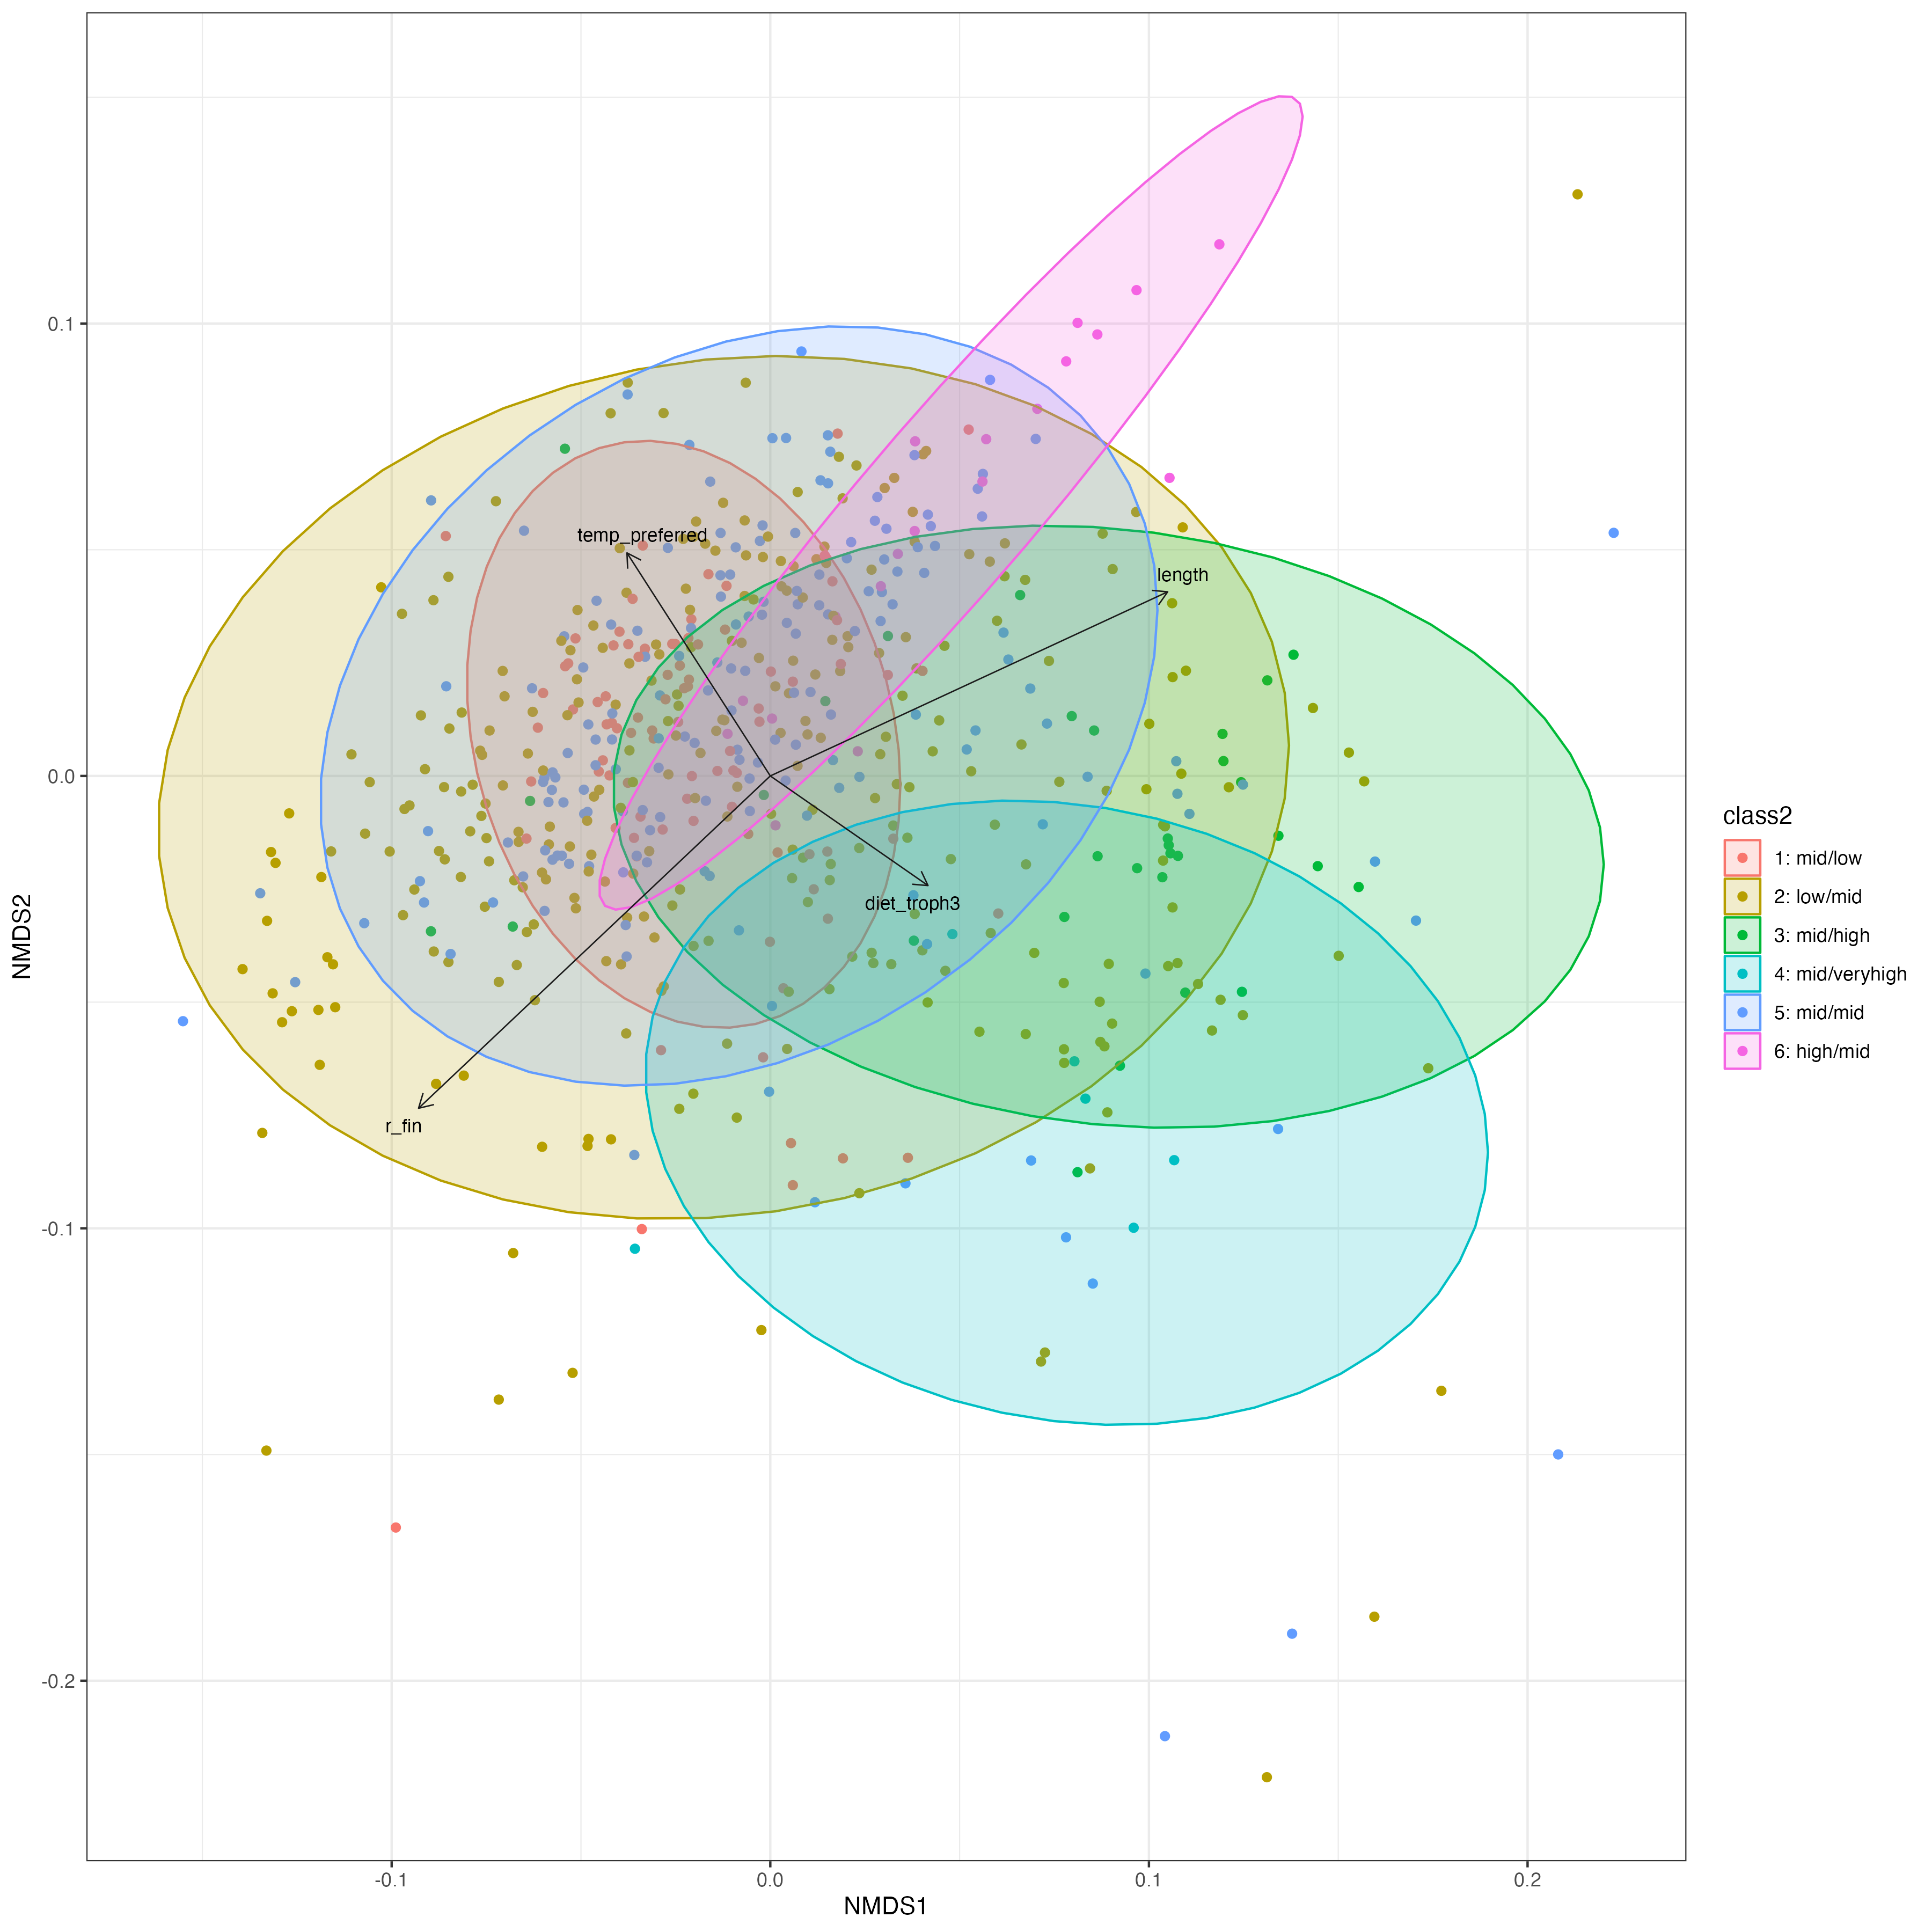 temp_preferred
length
diet_troph3
r_fin
0.1
0.0
-0.1
-0.2
NMDS2
-0.1
0.0
0.1
0.2
NMDS1
class2
1: mid/low
2: low/mid
3: mid/high
4: mid/veryhigh
5: mid/mid
6: high/mid